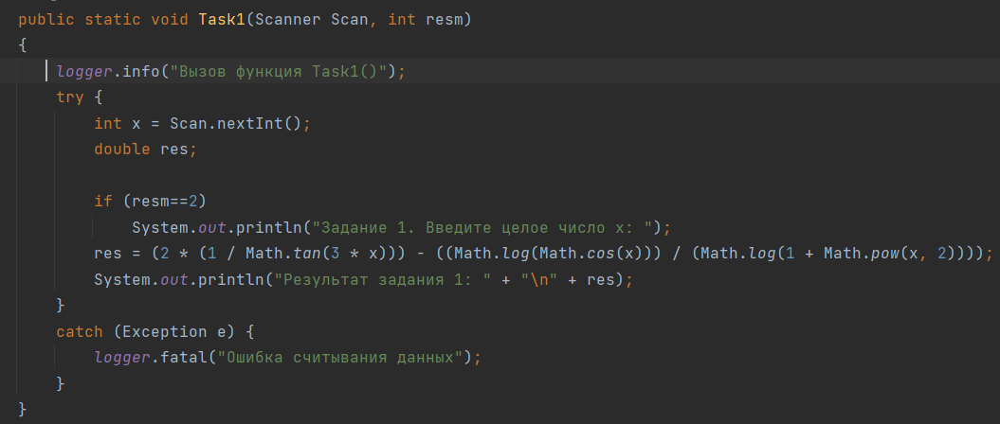 public static void Task1(Scanner Scan, int resm)
{
logger.info("Вызов функция Task1()");
try {
int x = Scan.nextInt();
double res;
if (resm==2)
System.out.println("Задание 1. Введите целое число x: ");
res = (2 * (1 / Math.tan(3 * x))) - ((Math.log(Math.cos(x))) / (Math.log(1 + Math.pow(x, 2))));
System.out.println("Результат задания 1: " + "\n" + res);
}
catch (Exception e) {
logger.fatal("Ошибка считывания данных");
}
}